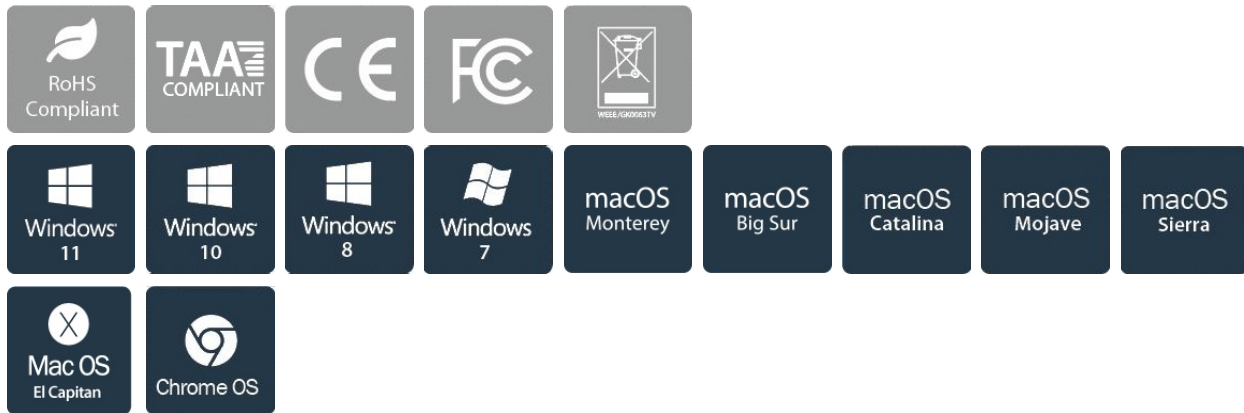 RoHS
Compliant
TAA
COMPLIANT
CE
FC
WEEE/GK0063TV
Windows
11
Windows
10
Windows
8
Windows
7
macOS
Monterey
macOS
Big Sur
macOS
Catalina
macOS
Mojave
macOS
Sierra
X
Mac OS
El Capitan
Chrome OS